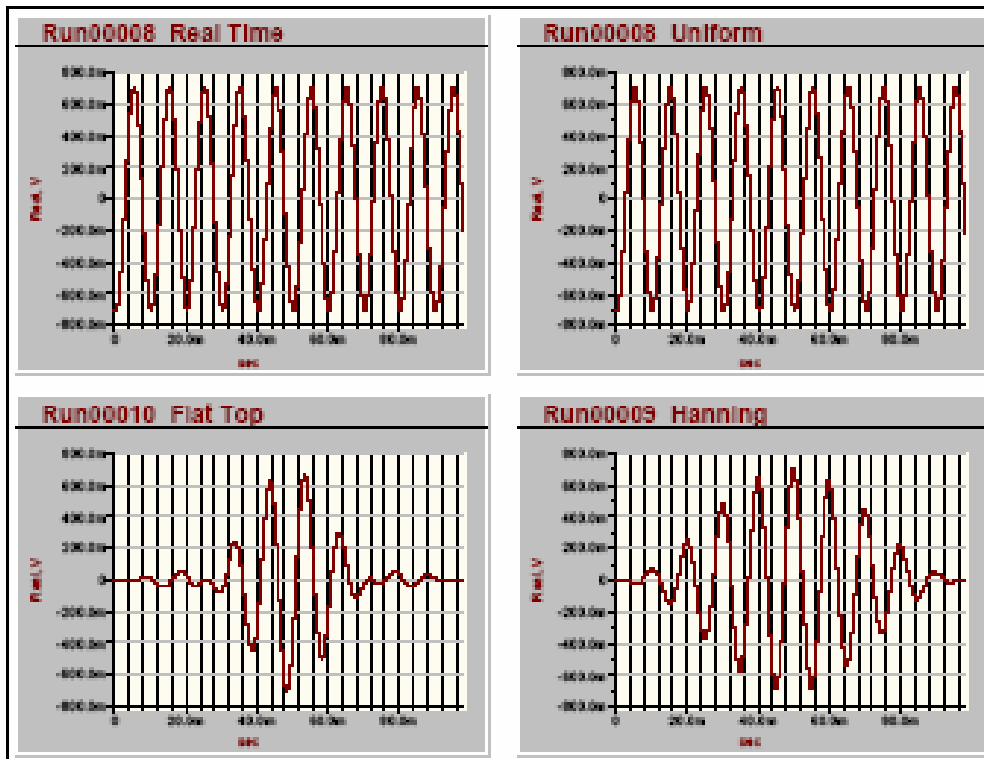 Run00008 Real Time
800.0m
600.0m
400.0m
200.0m
0
-200.0m
-400.0m
-600.0m
-800.0m
Real, V
0 20.0m 40.0m 60.0m 80.0m
sec
Run00008 Uniform
800.0m
600.0m
400.0m
200.0m
0
-200.0m
-400.0m
-600.0m
-800.0m
Real, V
0 20.0m 40.0m 60.0m 80.0m
sec
Run00010 Flat Top
800.0m
600.0m
400.0m
200.0m
0
-200.0m
-400.0m
-600.0m
-800.0m
Real, V
0 20.0m 40.0m 60.0m 80.0m
sec
Run00009 Hanning
800.0m
600.0m
400.0m
200.0m
0
-200.0m
-400.0m
-600.0m
-800.0m
Real, V
0 20.0m 40.0m 60.0m 80.0m
sec